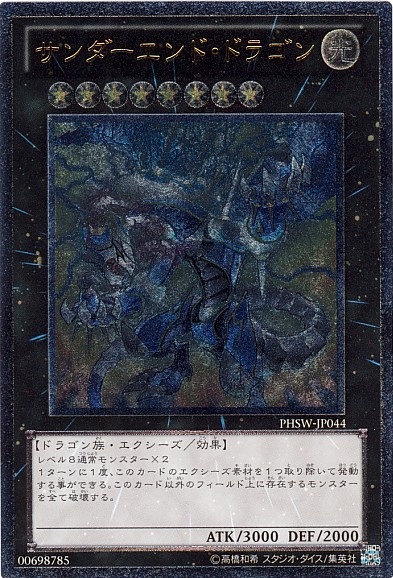 サンダーエンド・ドラゴン
光
PHSW-JP044
【ドラゴン族・エクシーズ／効果】
レベル8通常モンスター×2
1ターンに1度、このカードのエクシーズ素材を1つ取り除いて発動
する事ができる。このカード以外のフィールド上に存在するモンスター
を全て破壊する。
ATK/3000 DEF/2000
00698785
©高橋和希 スタジオ・ダイス/集英社